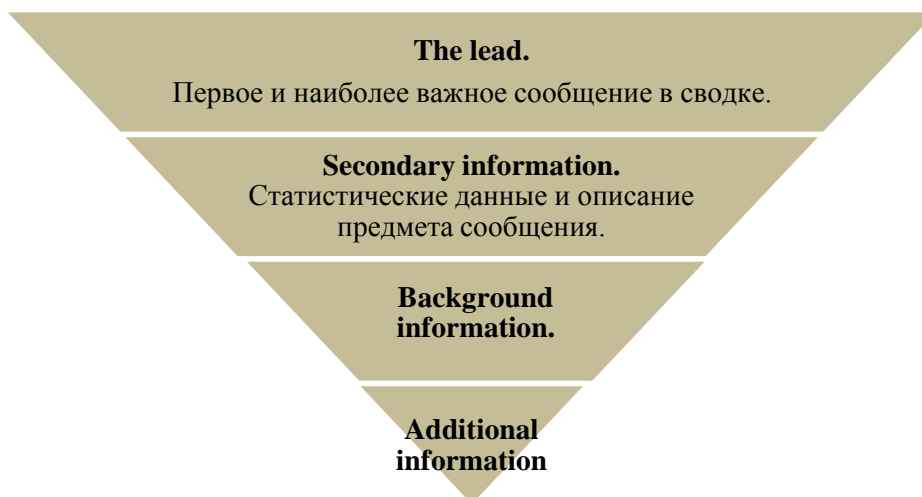 The lead.
Первое и наиболее важное сообщение в сводке.
Secondary information.
Статистические данные и описание
предмета сообщения.
Background
information.
Additional
information